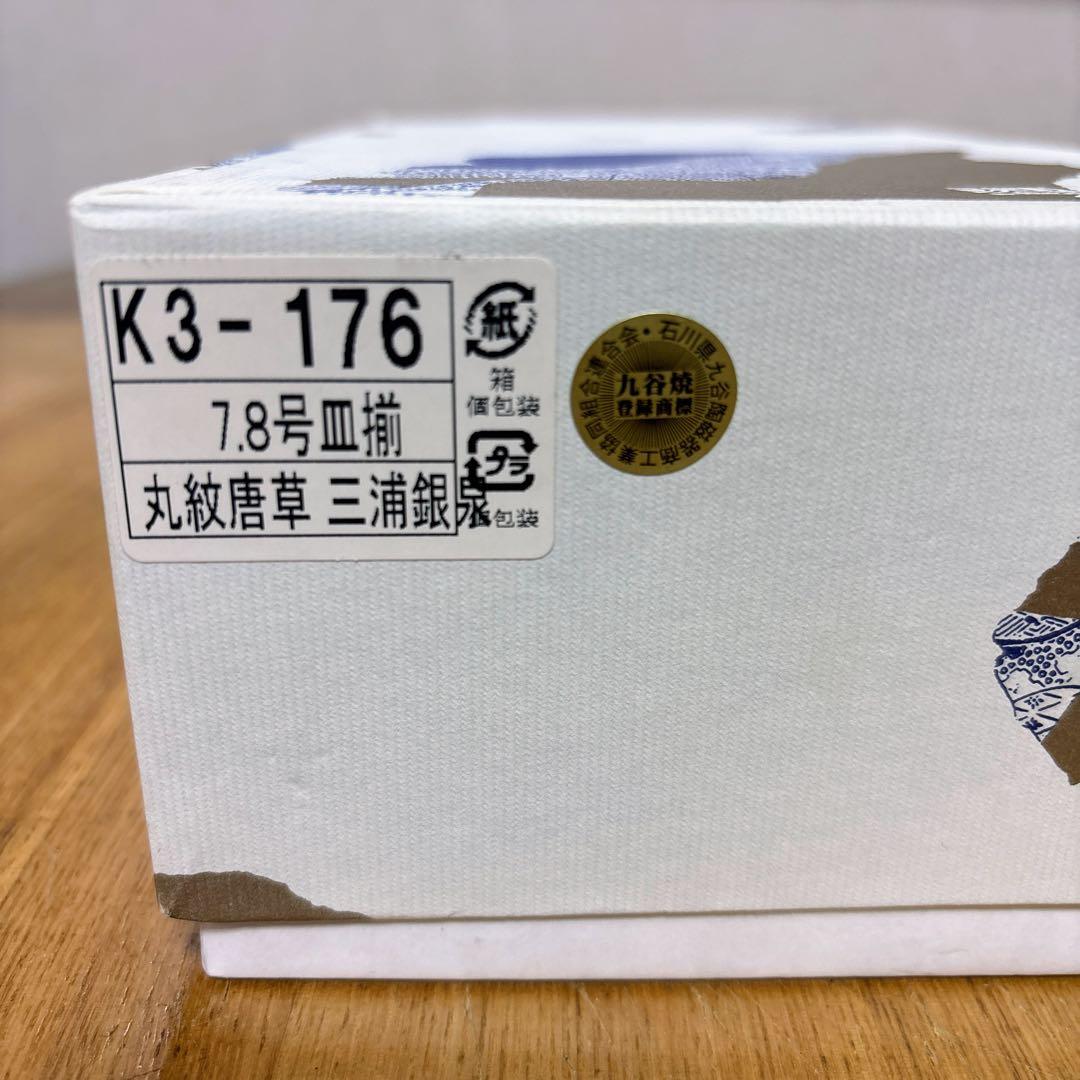 K3-176
7.8号皿揃
丸紋唐草 三浦銀泉
紙
箱
個包装
プラ
個包装
石川県九谷陶磁器商工業協同組合連合会・
九谷焼
登録商標